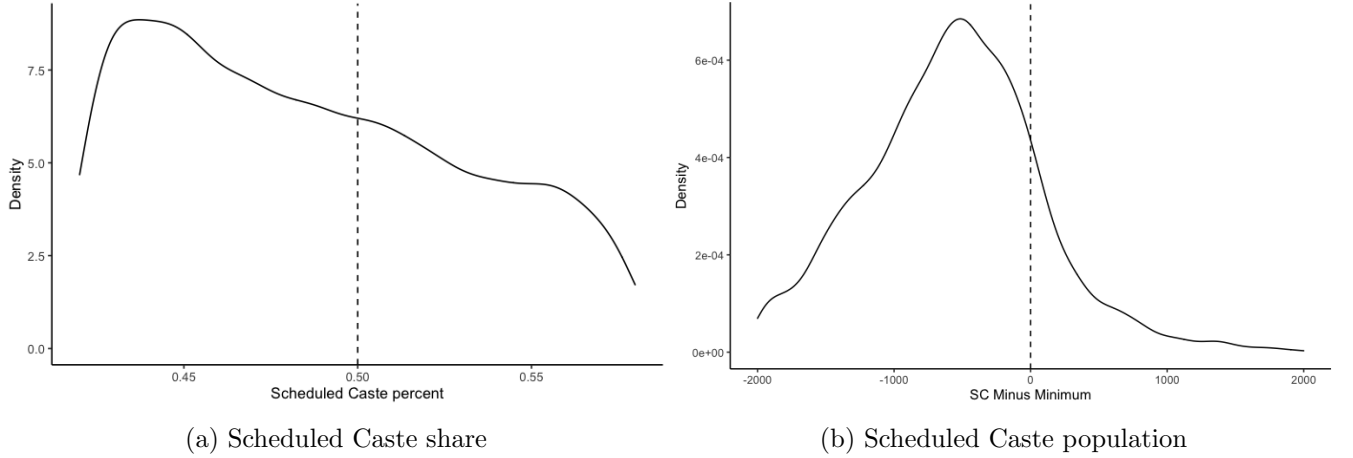 Density
7.5
5.0
2.5
0.0
0.45
0.50
0.55
Scheduled Caste percent
(a) Scheduled Caste share
Density
6e-04
4e-04
2e-04
0e+00
-2000
-1000
0
1000
2000
SC Minus Minimum
(b) Scheduled Caste population